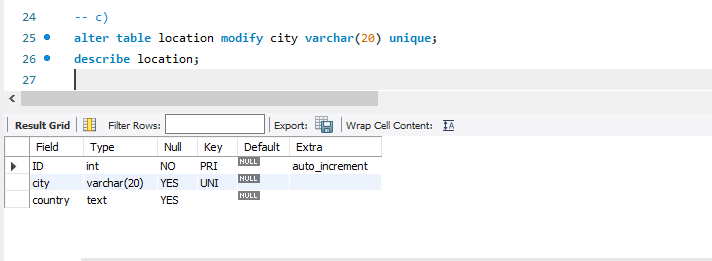 24 -- c)
25 alter table location modify city varchar(20) unique;
26 describe location;
27
Result Grid Filter Rows: Export: Wrap Cell Content: IA
Field Type Null Key Default Extra
ID int NO PRI NULL auto_increment
city varchar(20) YES UNI NULL
country text YES NULL